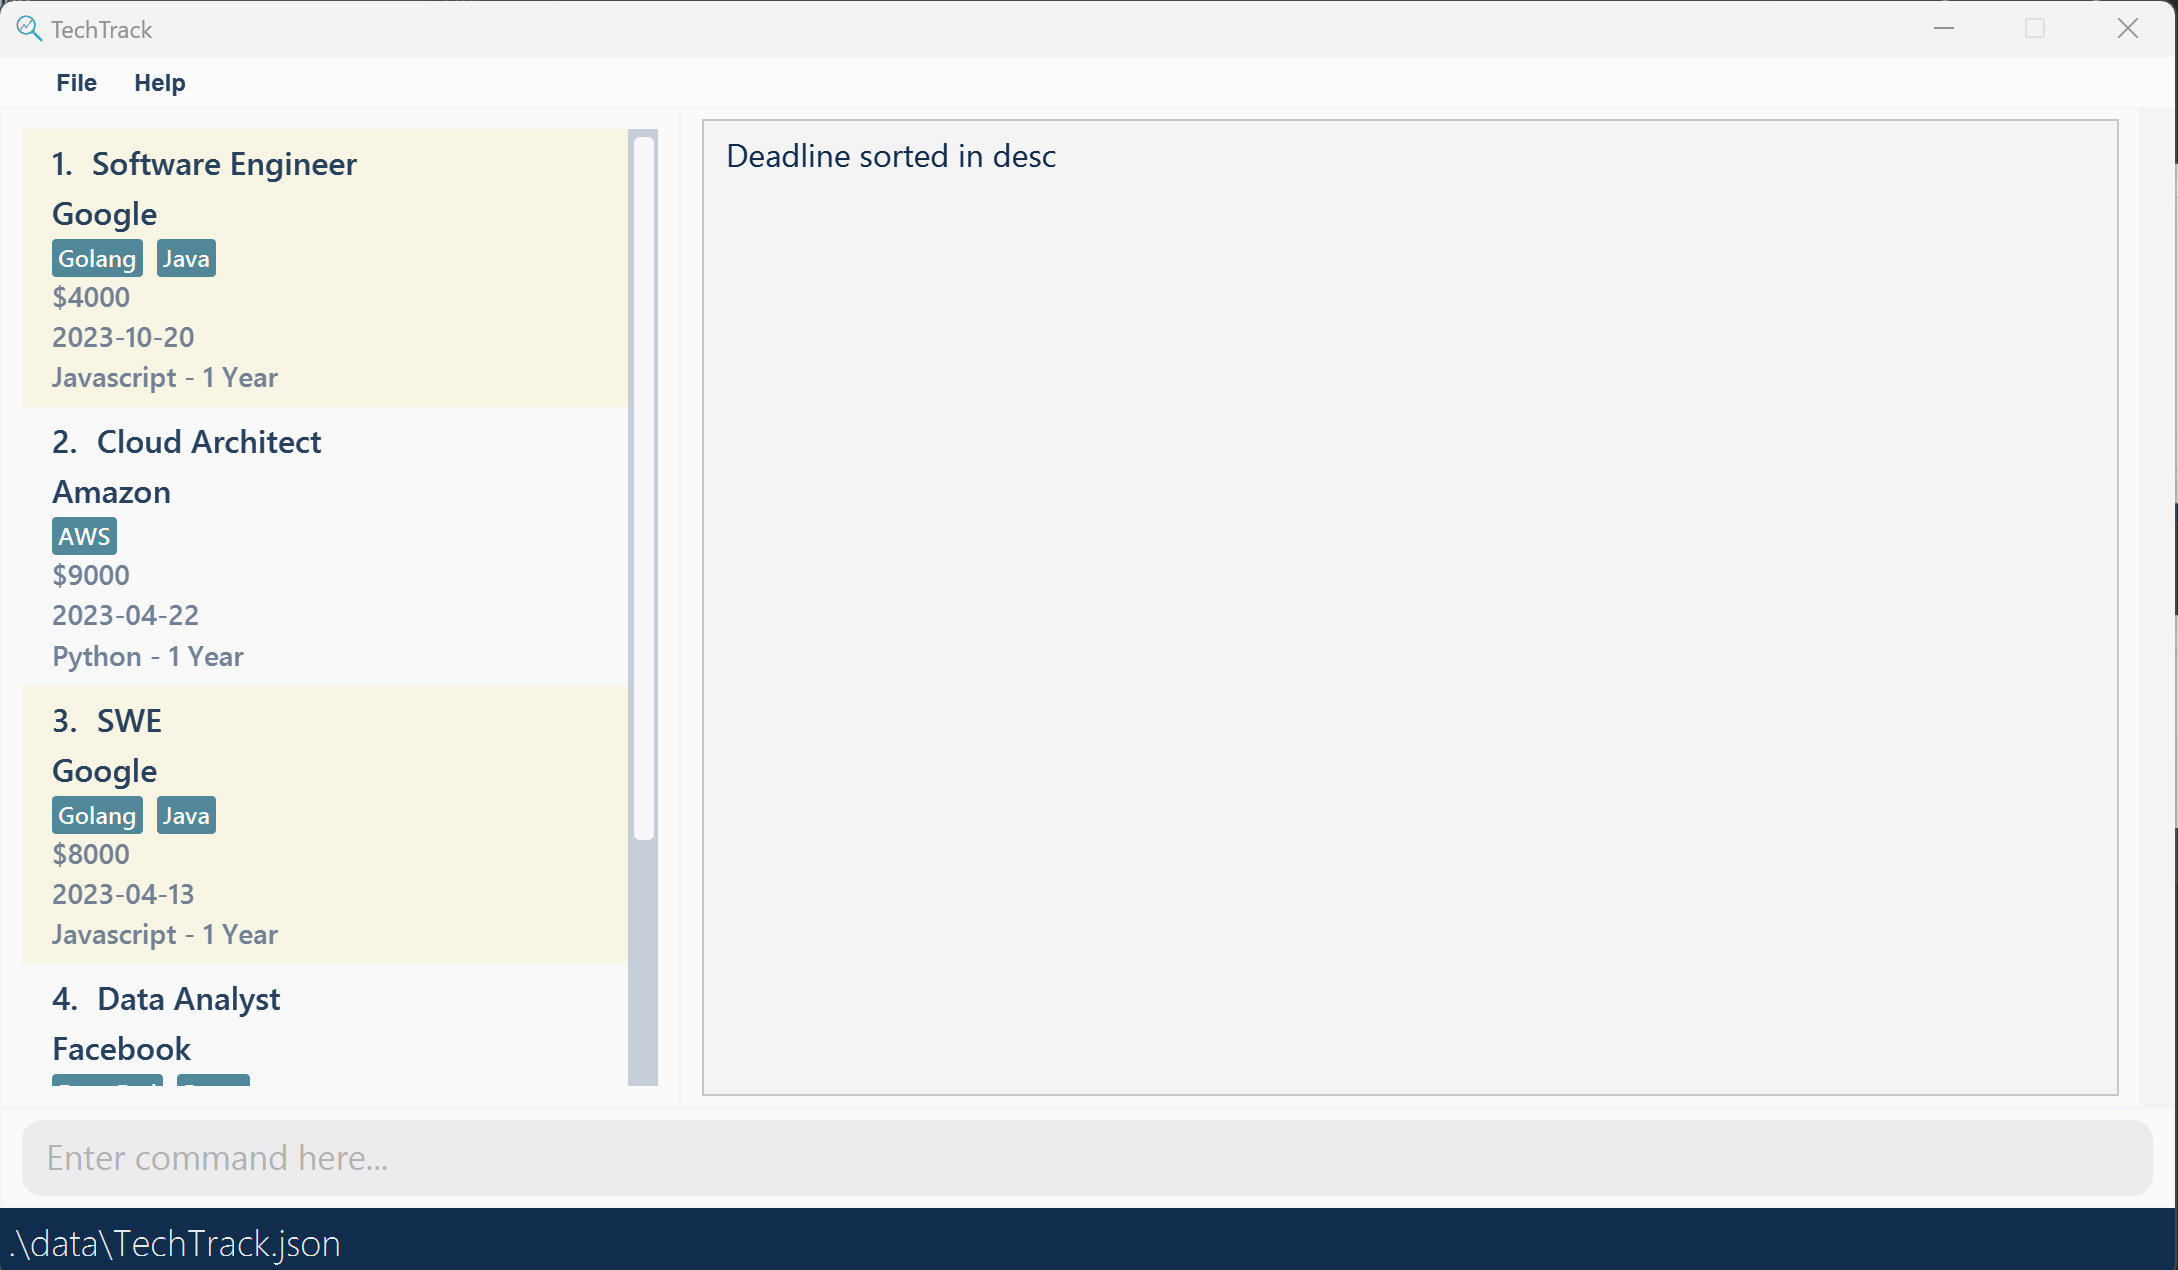 TechTrack
File Help
1. Software Engineer
Google
Golang Java
$4000
2023-10-20
Javascript - 1 Year
2. Cloud Architect
Amazon
AWS
$9000
2023-04-22
Python - 1 Year
3. SWE
Google
Golang Java
$8000
2023-04-13
Javascript - 1 Year
4. Data Analyst
Facebook
Deadline sorted in desc
Enter command here...
.\data\TechTrack.json